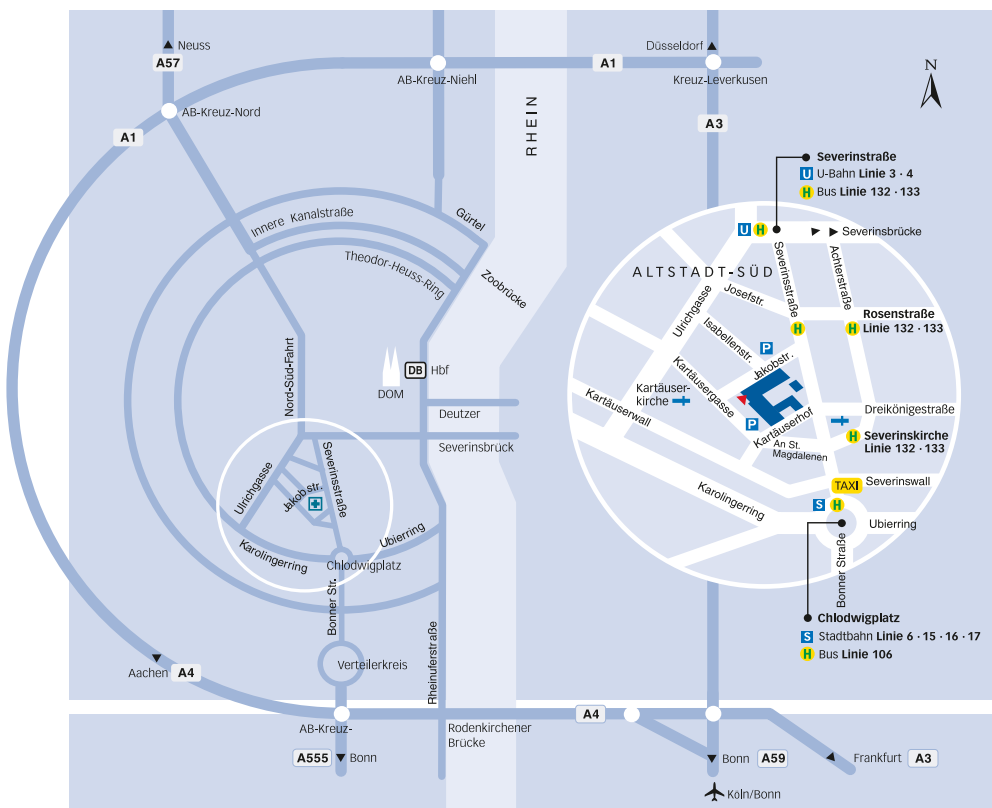 Neuss
A57
AB-Kreuz-Niehl
A1
Düsseldorf
Kreuz-Leverkusen
N
AB-Kreuz-Nord
A1
A3
RHEIN
Severinstraße
U U-Bahn Linie 3 · 4
H Bus Linie 132 · 133
Innere Kanalstraße
Gürtel
Theodor-Heuss-Ring
Zoobrücke
U H
Severinsbrücke
ALTSTADT-SÜD
Severinsstraße
Achterstraße
Josefstr.
Ulrichgasse
Isabellenstr.
Rosenstraße
H H Linie 132 · 133
P
Jakobstr.
Nord-Süd-Fahrt
DOM
DB Hbf
Kartäuser-
kirche
Kartäusergasse
Kartäuserwall
Deutzer
Dreikönigestraße
P
Kartäuserhof
Severinsbrück
An St.
Magdalenen
H Severinskirche
Linie 132 · 133
Ulrichgasse
Severinsstraße
Jakobstr.
TAXI Severinswall
Karolingerring
S H
Ubierring
Ubierring
Karolingerring
Chlodwigplatz
Bonner Straße
Bonner Str.
Chlodwigplatz
S Stadtbahn Linie 6 · 15 · 16 · 17
H Bus Linie 106
Verteilerkreis
Rheinuferstraße
Aachen A4
AB-Kreuz-
Rodenkirchener
Brücke
A4
A555 Bonn
Bonn A59
Frankfurt A3
Köln/Bonn